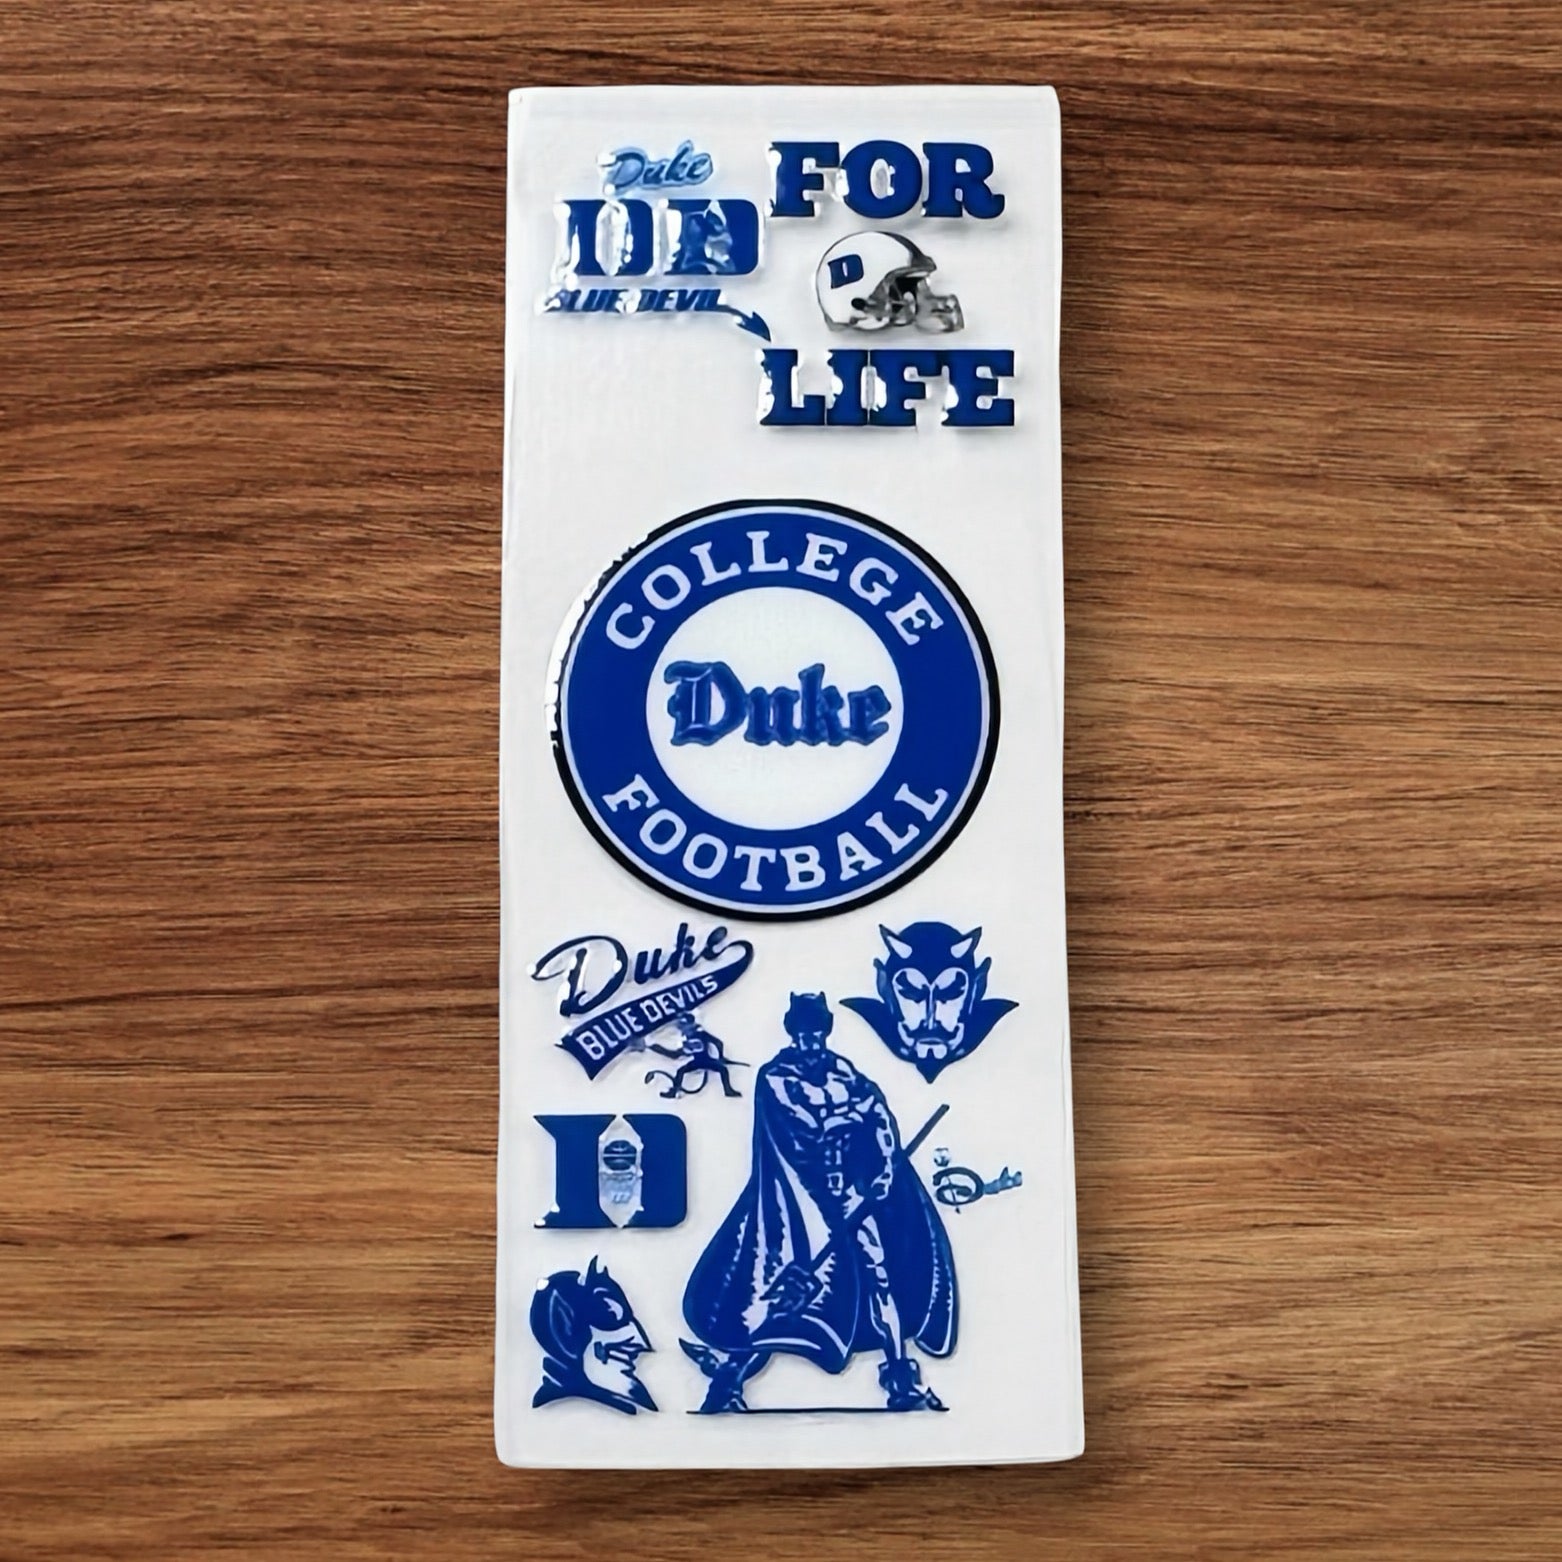 Duke
FOR
DD
BLUE DEVIL
D
LIFE
COLLEGE
Duke
FOOTBALL
Duke
BLUE DEVILS
D
Duke